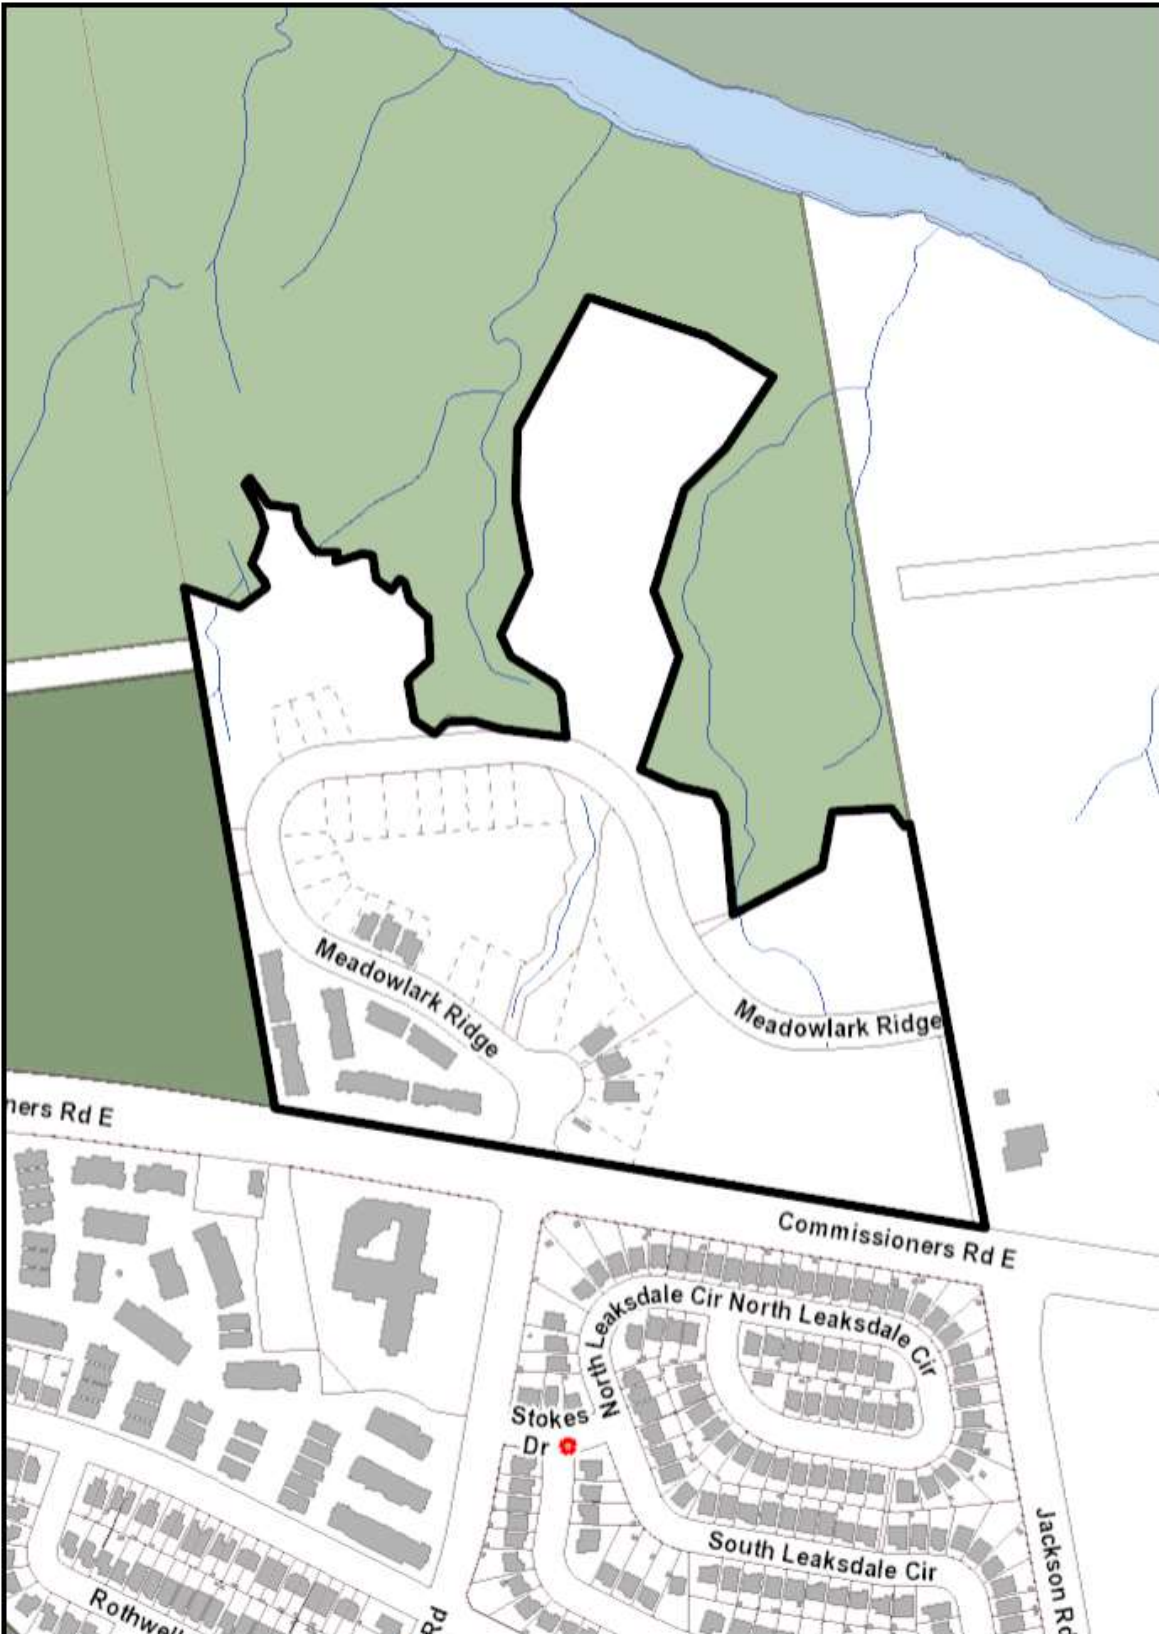 Meadowlark Ridge
Meadowlark Ridge
ners Rd E
Commissioners Rd E
North Leaksdale Cir
North Leaksdale Cir
Stokes
Dr
South Leaksdale Cir
Jackson Rd
Rothwell
Rd